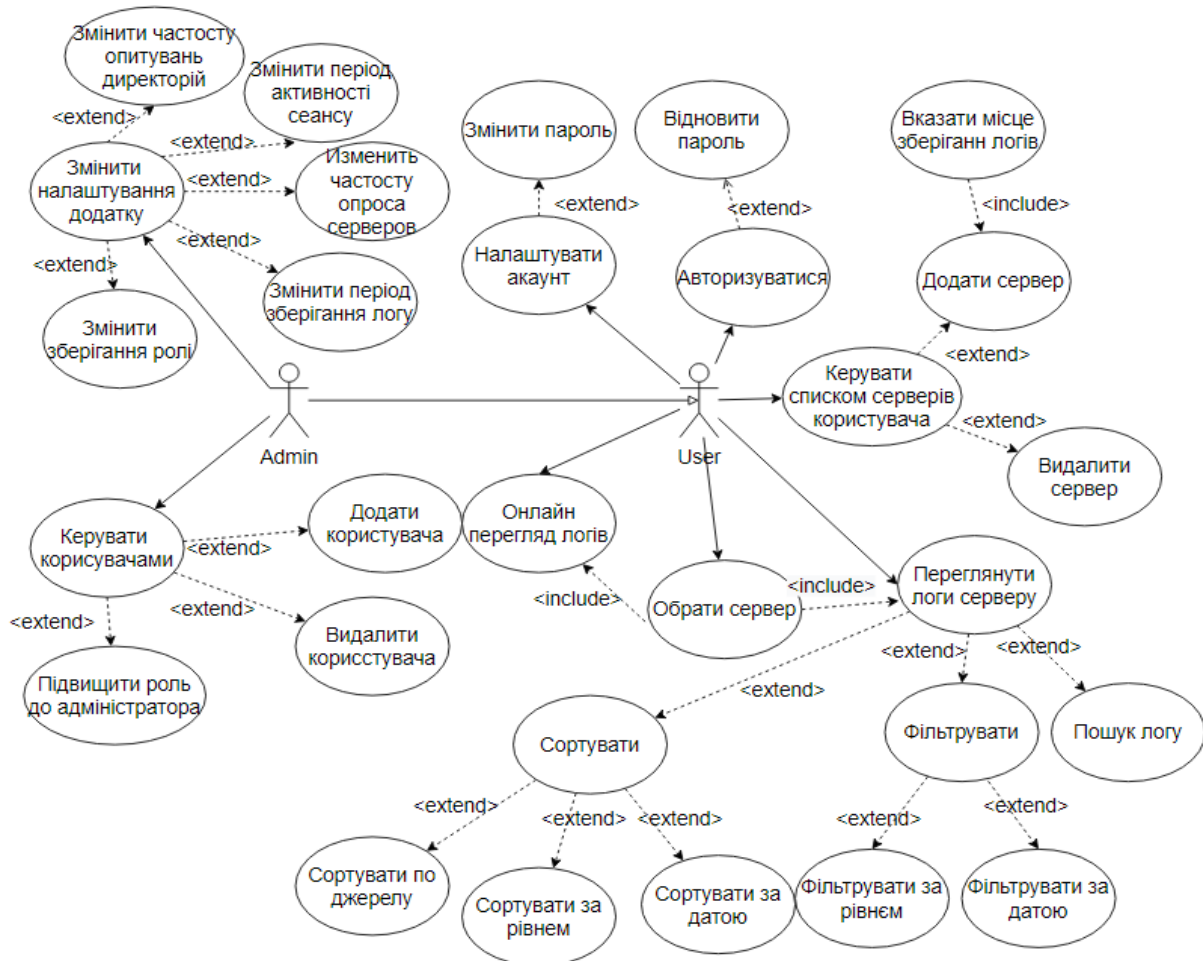 Змінити частосту
опитувань
директорій
Змінити період
активності
сеансу
<extend>
<extend>
Змінити
налаштування
додатку
<extend>
Изменить
частосту
опроса
серверов
<extend>
<extend>
Змінити період
зберігання логу
Змінити
зберігання ролі
Змінити пароль
Відновити
пароль
Вказати місце
зберіганн логів
<extend>
<extend>
<include>
Налаштувати
акаунт
Авторизуватися
Додати сервер
<extend>
Керувати
списком серверів
користувача
<extend>
Видалити
сервер
Admin
User
Керувати
корисувачами
<extend>
Додати
користувача
Онлайн
перегляд логів
<extend>
<extend>
Видалити
корисстувача
Підвищити роль
до адміністратора
<include>
Обрати сервер
<include>
Переглянути
логи серверу
<extend>
<extend>
<extend>
Сортувати
Фільтрувати
Пошук логу
<extend>
<extend>
<extend>
<extend>
<extend>
Сортувати по
джерелу
Сортувати за
рівнем
Сортувати за
датою
Фільтрувати за
рівнєм
Фільтрувати за
датою